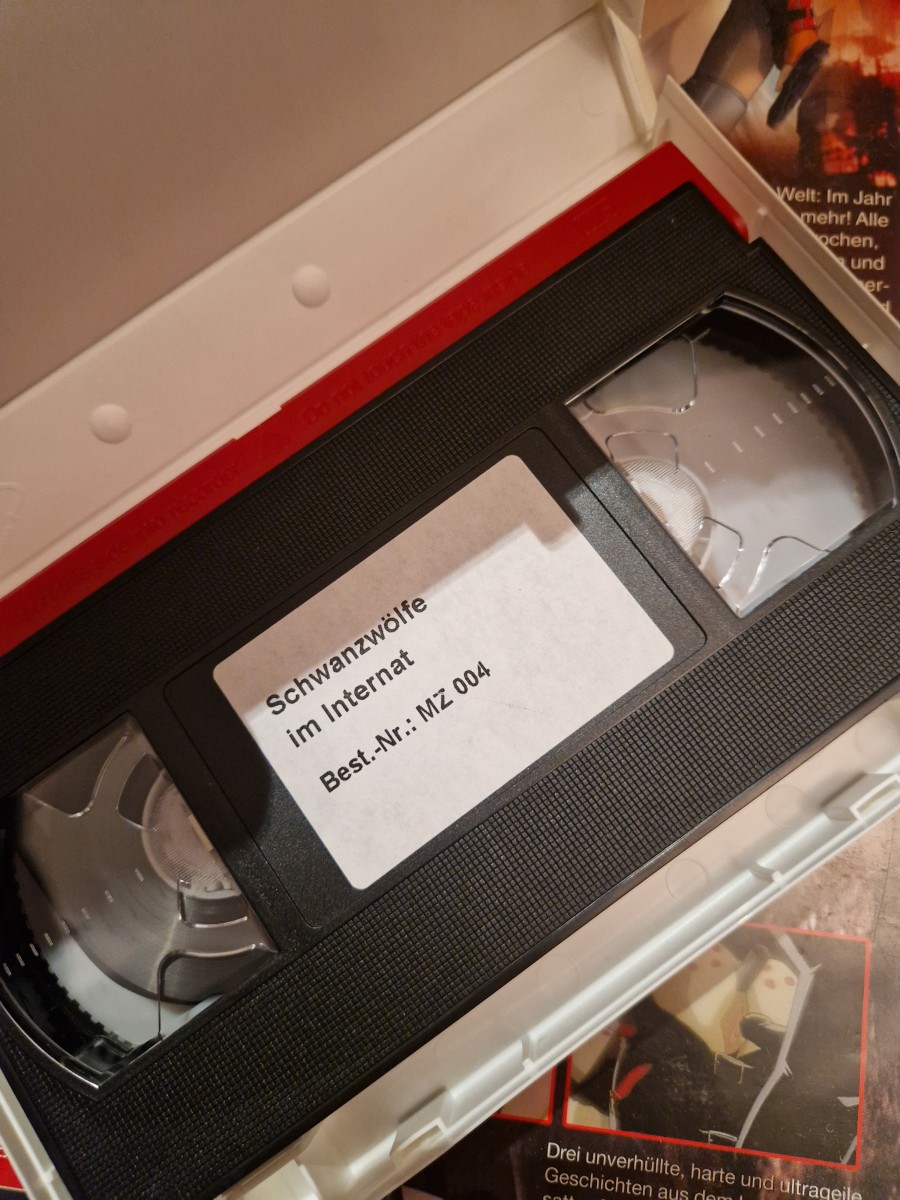 Welt: Im Jahr
mehr! Alle
und
Schwanzwölfe
im Internat
Best.-Nr.: MZ 004
Drei unverhüllte, harte und ultrageile
Geschichten aus dem